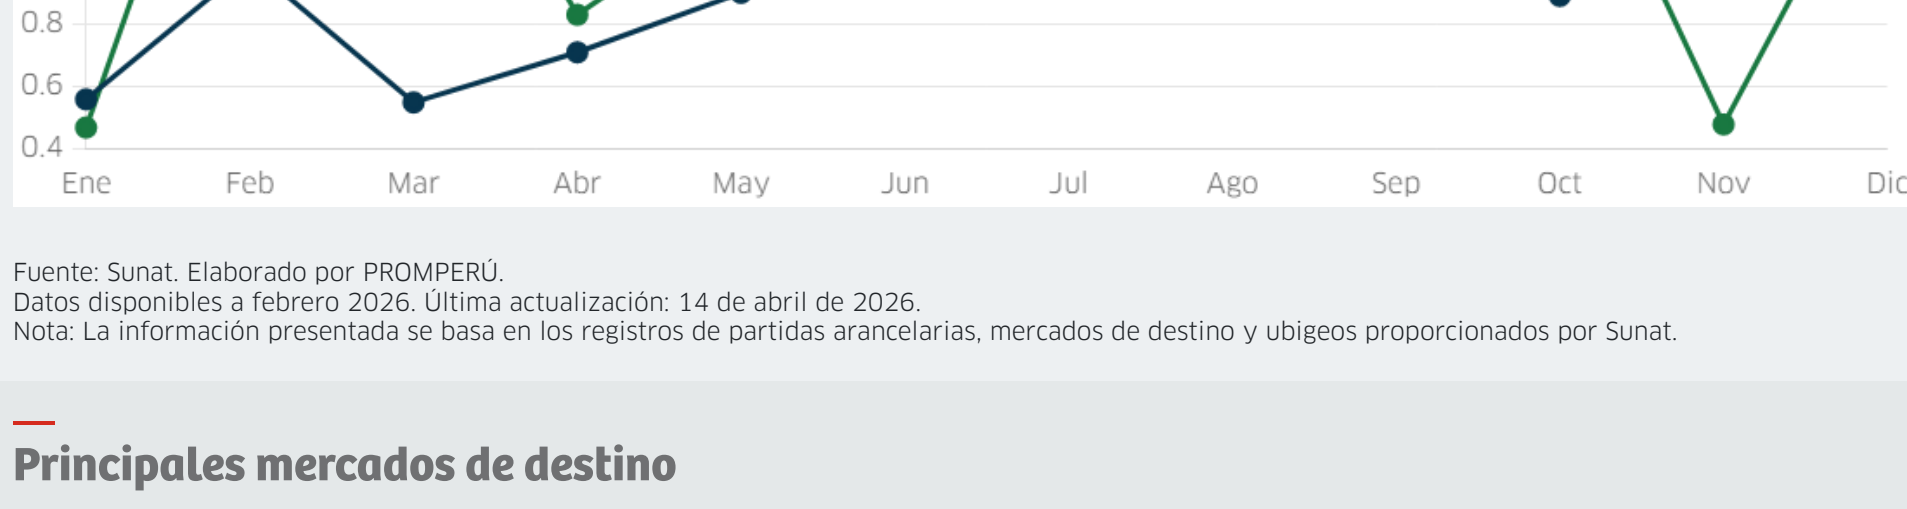 0.8
0.6
0.4
Ene Feb Mar Abr May Jun Jul Ago Sep Oct Nov Dic
Fuente: Sunat. Elaborado por PROMPERÚ.
Datos disponibles a febrero 2026. Última actualización: 14 de abril de 2026.
Nota: La información presentada se basa en los registros de partidas arancelarias, mercados de destino y ubigeos proporcionados por Sunat.
Principales mercados de destino